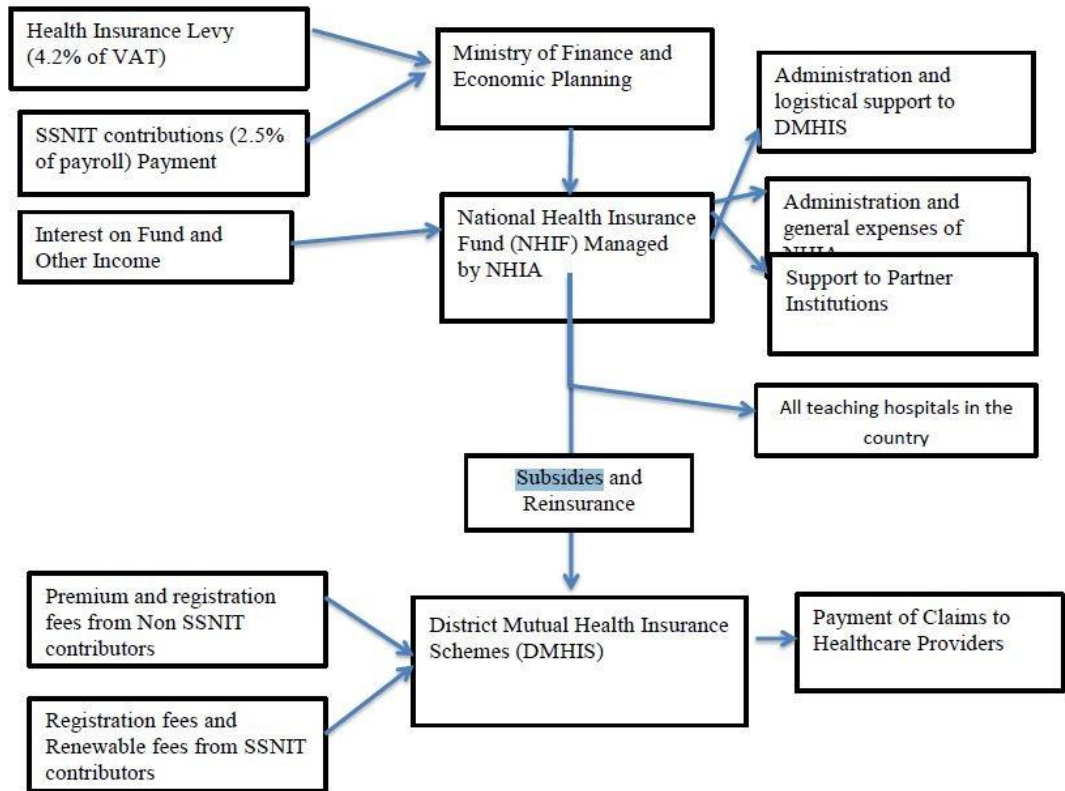 Health Insurance Levy
(4.2% of VAT)
SSNIT contributions (2.5%
of payroll) Payment
Interest on Fund and
Other Income
Ministry of Finance and
Economic Planning
National Health Insurance
Fund (NHIF) Managed
by NHIA
Administration and
logistical support to
DMHIS
Administration and
general expenses of
NHIA
Support to Partner
Institutions
All teaching hospitals in the
country
Subsidies and
Reinsurance
Premium and registration
fees from Non SSNIT
contributors
Registration fees and
Renewable fees from SSNIT
contributors
District Mutual Health Insurance
Schemes (DMHIS)
Payment of Claims to
Healthcare Providers